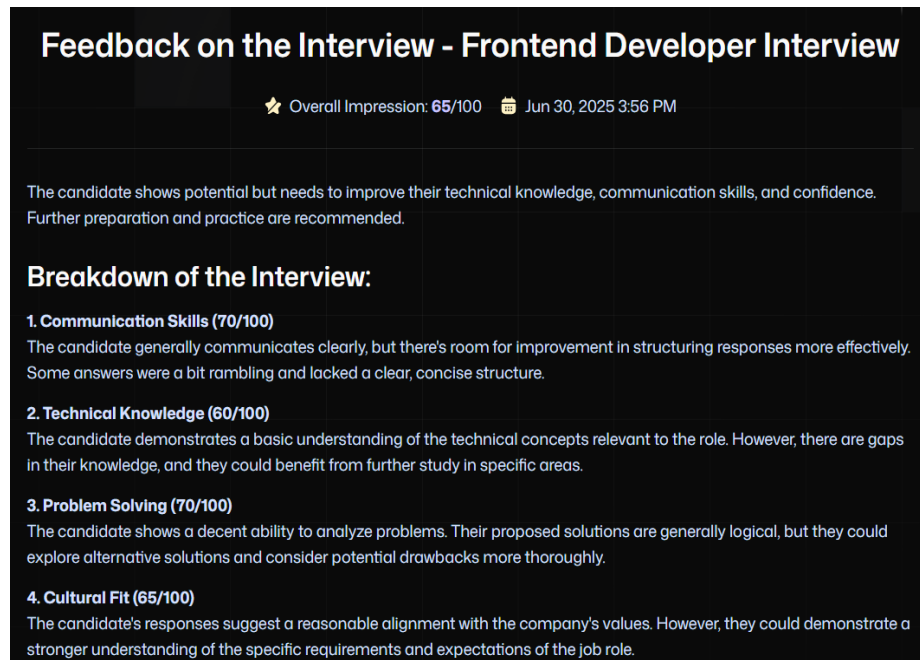 Feedback on the Interview - Frontend Developer Interview
Overall Impression: 65/100 Jun 30, 2025 3:56 PM
The candidate shows potential but needs to improve their technical knowledge, communication skills, and confidence.
Further preparation and practice are recommended.
Breakdown of the Interview:
1. Communication Skills (70/100)
The candidate generally communicates clearly, but there's room for improvement in structuring responses more effectively.
Some answers were a bit rambling and lacked a clear, concise structure.
2. Technical Knowledge (60/100)
The candidate demonstrates a basic understanding of the technical concepts relevant to the role. However, there are gaps
in their knowledge, and they could benefit from further study in specific areas.
3. Problem Solving (70/100)
The candidate shows a decent ability to analyze problems. Their proposed solutions are generally logical, but they could
explore alternative solutions and consider potential drawbacks more thoroughly.
4. Cultural Fit (65/100)
The candidate's responses suggest a reasonable alignment with the company's values. However, they could demonstrate a
stronger understanding of the specific requirements and expectations of the job role.